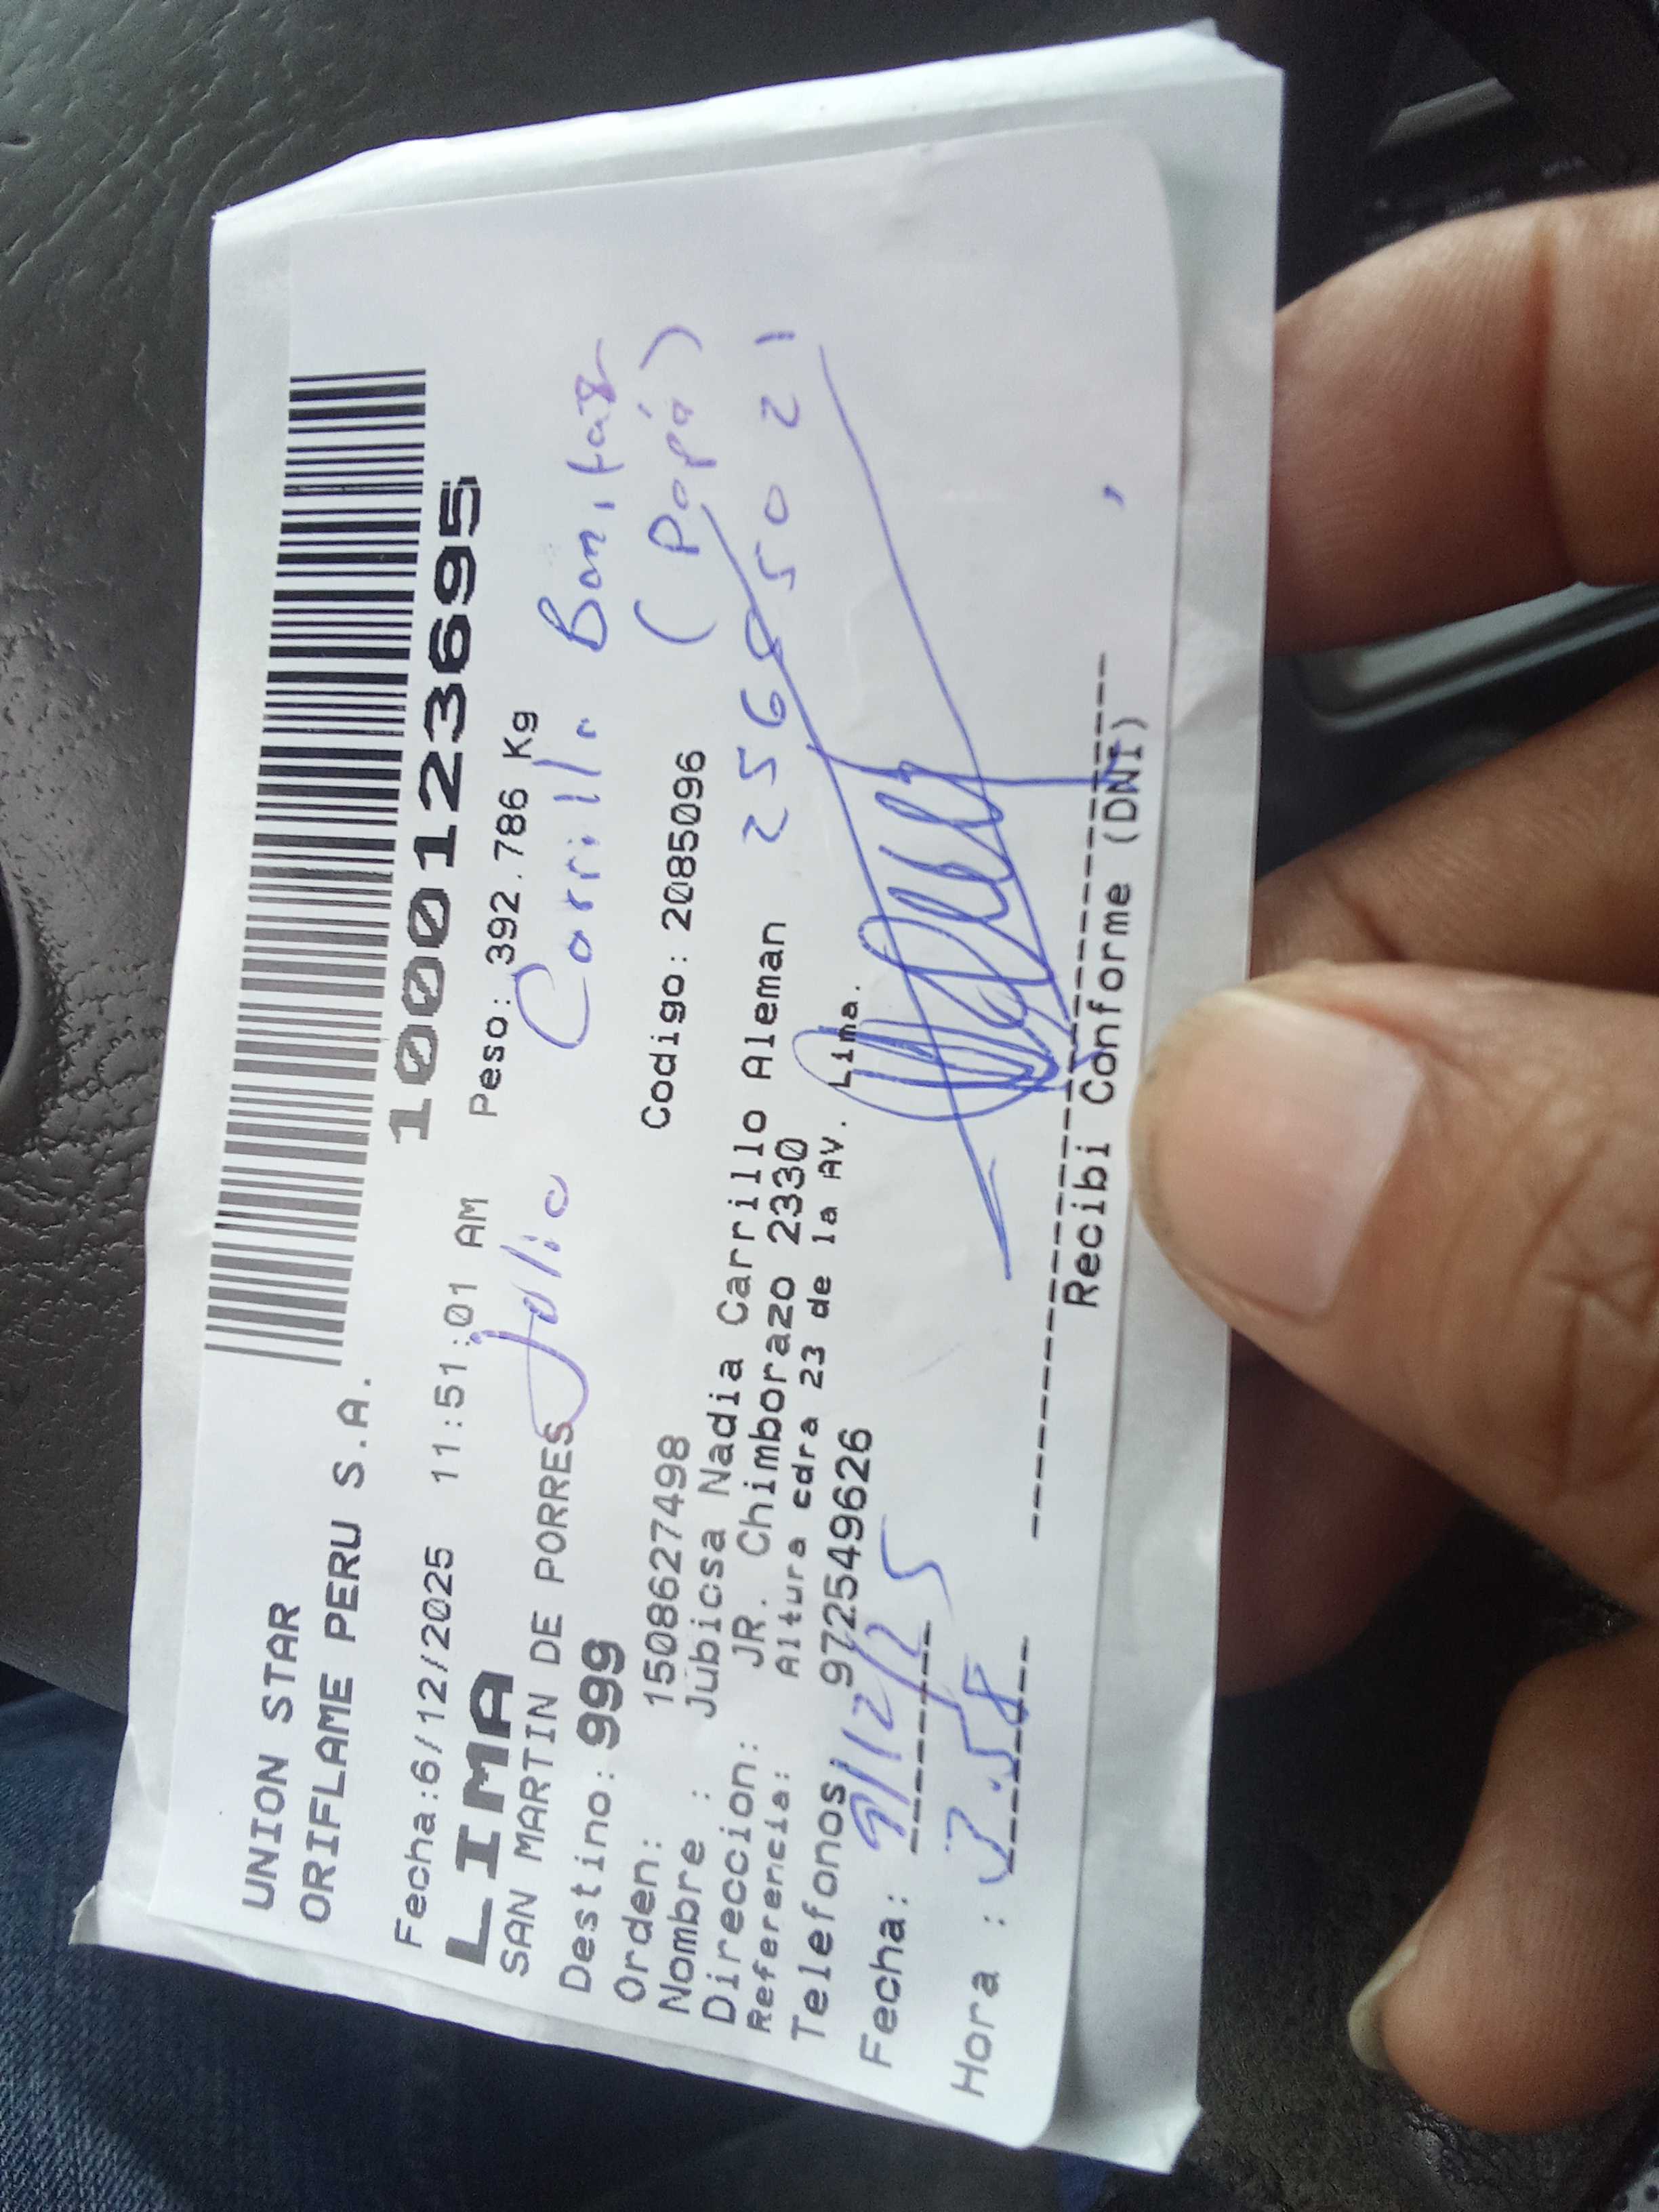 UNION STAR
ORIFLAME PERU S.A.
1000123695
Fecha:6/12/2025 11:51:01 AM Peso: 392.786 Kg
LIMA
SAN MARTIN DE PORRES
Julio Carrillo
(Papá)
Destino: 999
Codigo: 2085096
Orden: 1508627498
Nombre : Jubicsa Nadia Carrillo Aleman
Direccion: JR. Chimborazo 2330
Referencia: Altura cdra 23 de la AV. Lima.
Telefonos 972549626
Fecha: 9/12/25
Hora : 3.58
Recibi Conforme (DNI)